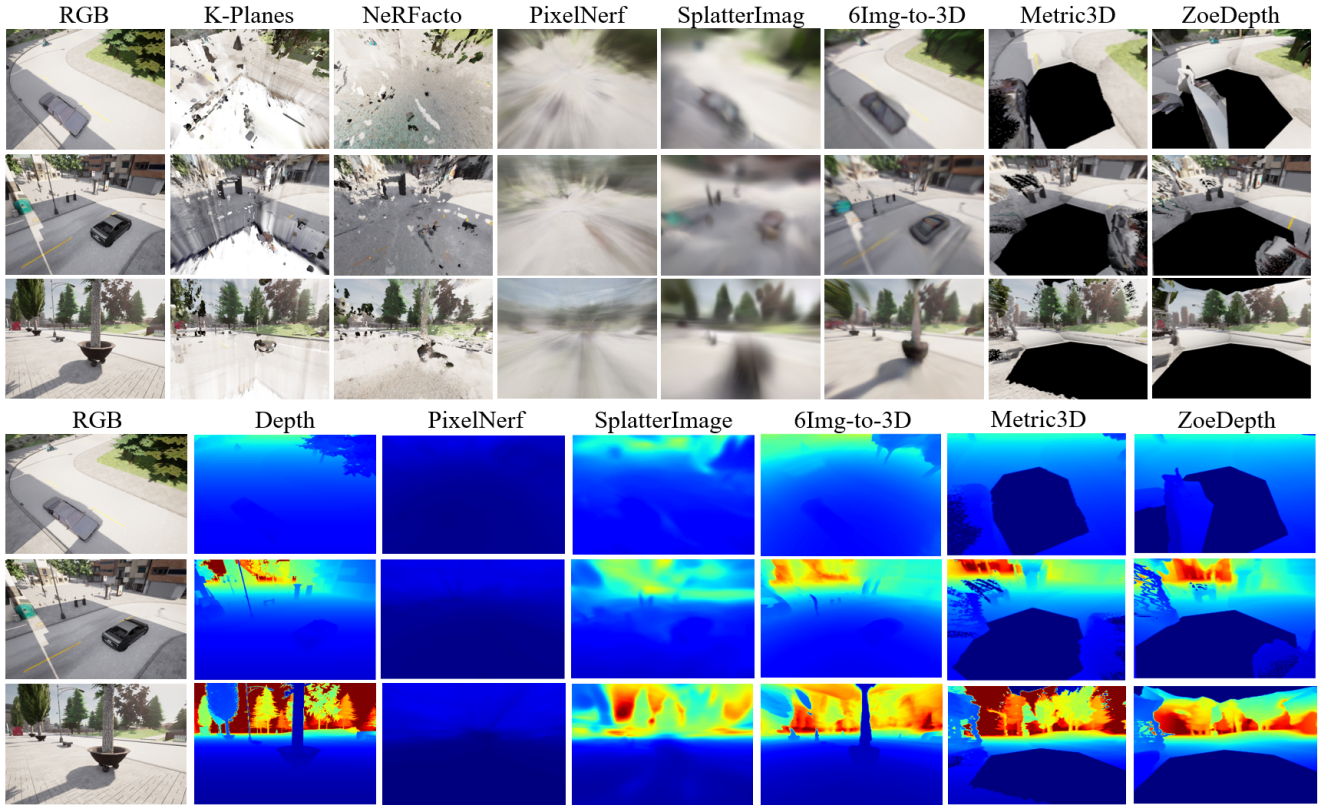 RGB K-Planes NeRFacto PixelNerf SplatterImag 6Img-to-3D Metric3D ZoeDepth
RGB Depth PixelNerf SplatterImage 6Img-to-3D Metric3D ZoeDepth